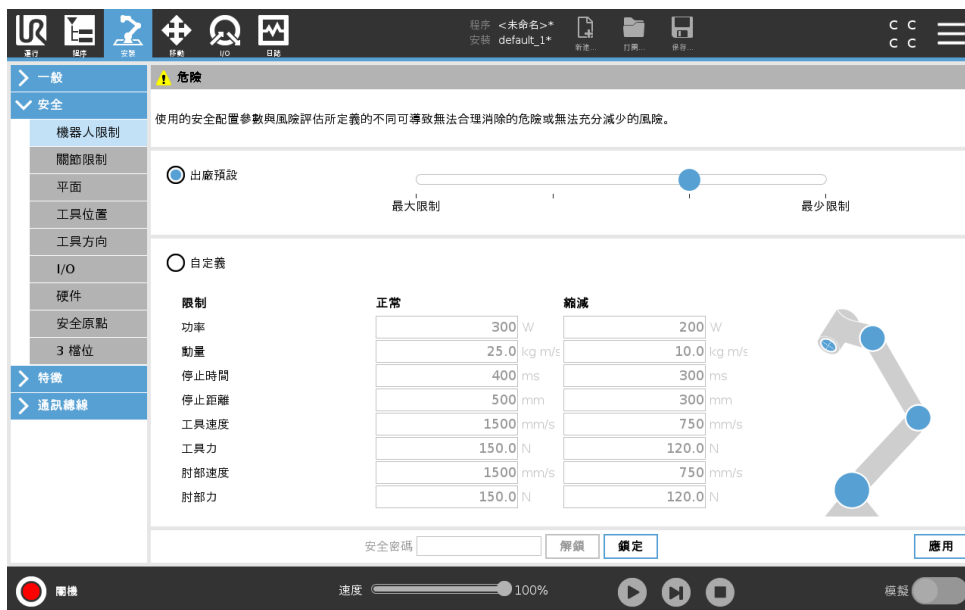 程序 <未命名>*
安裝 default_1*
運行 程序 安裝 移動 I/O 日誌 新建... 打開... 保存...
C C
C C
一般
安全
機器人限制
關節限制
平面
工具位置
工具方向
I/O
硬件
安全原點
3 檔位
特徵
通訊總線
危險
使用的安全配置參數與風險評估所定義的不同可導致無法合理消除的危險或無法充分減少的風險。
出廠預設
最大限制 最少限制
自定義
限制 正常 縮減
功率 300 W 200 W
動量 25.0 kg m/s 10.0 kg m/s
停止時間 400 ms 300 ms
停止距離 500 mm 300 mm
工具速度 1500 mm/s 750 mm/s
工具力 150.0 N 120.0 N
肘部速度 1500 mm/s 750 mm/s
肘部力 150.0 N 120.0 N
安全密碼 解鎖 鎖定 應用
關機 速度 100% 模擬